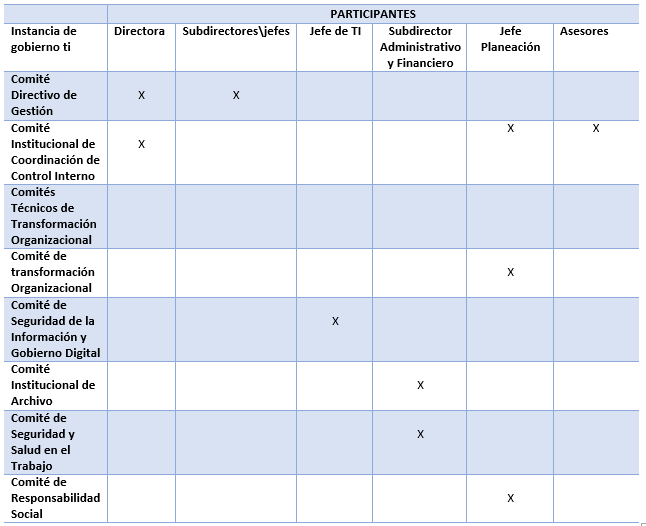 PARTICIPANTES
Instancia de gobierno ti | Directora | Subdirectores\jefes | Jefe de TI | Subdirector Administrativo y Financiero | Jefe Planeación | Asesores
Comité Directivo de Gestión | X | X
Comité Institucional de Coordinación de Control Interno | X | X | X
Comités Técnicos de Transformación Organizacional
Comité de transformación Organizacional | X
Comité de Seguridad de la Información y Gobierno Digital | X
Comité Institucional de Archivo | X
Comité de Seguridad y Salud en el Trabajo | X
Comité de Responsabilidad Social | X